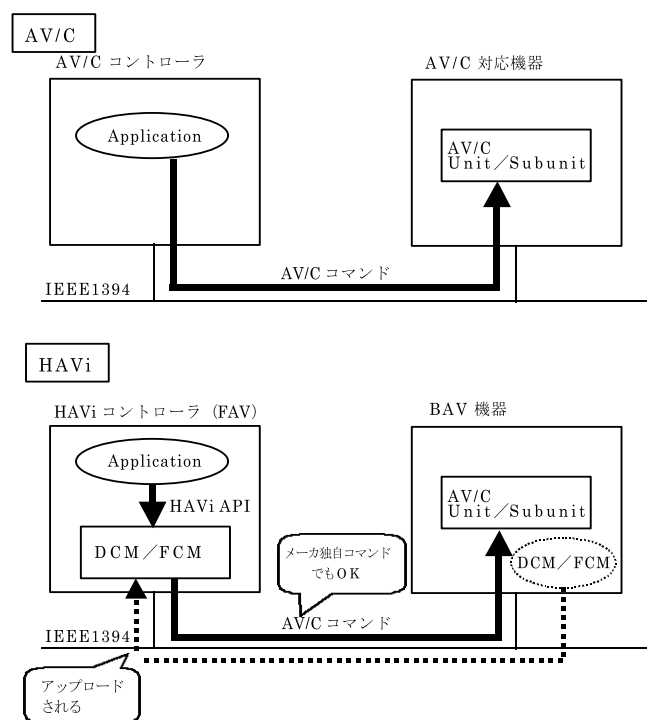 AV/C
AV/C コントローラ
AV/C 対応機器
Application
AV/C
Unit／Subunit
AV/C コマンド
IEEE1394
HAVi
HAVi コントローラ (FAV)
BAV 機器
Application
HAVi API
AV/C
Unit／Subunit
DCM／FCM
メーカ独自コマンド
でもOK
DCM／FCM
AV/C コマンド
IEEE1394
アップロード
される